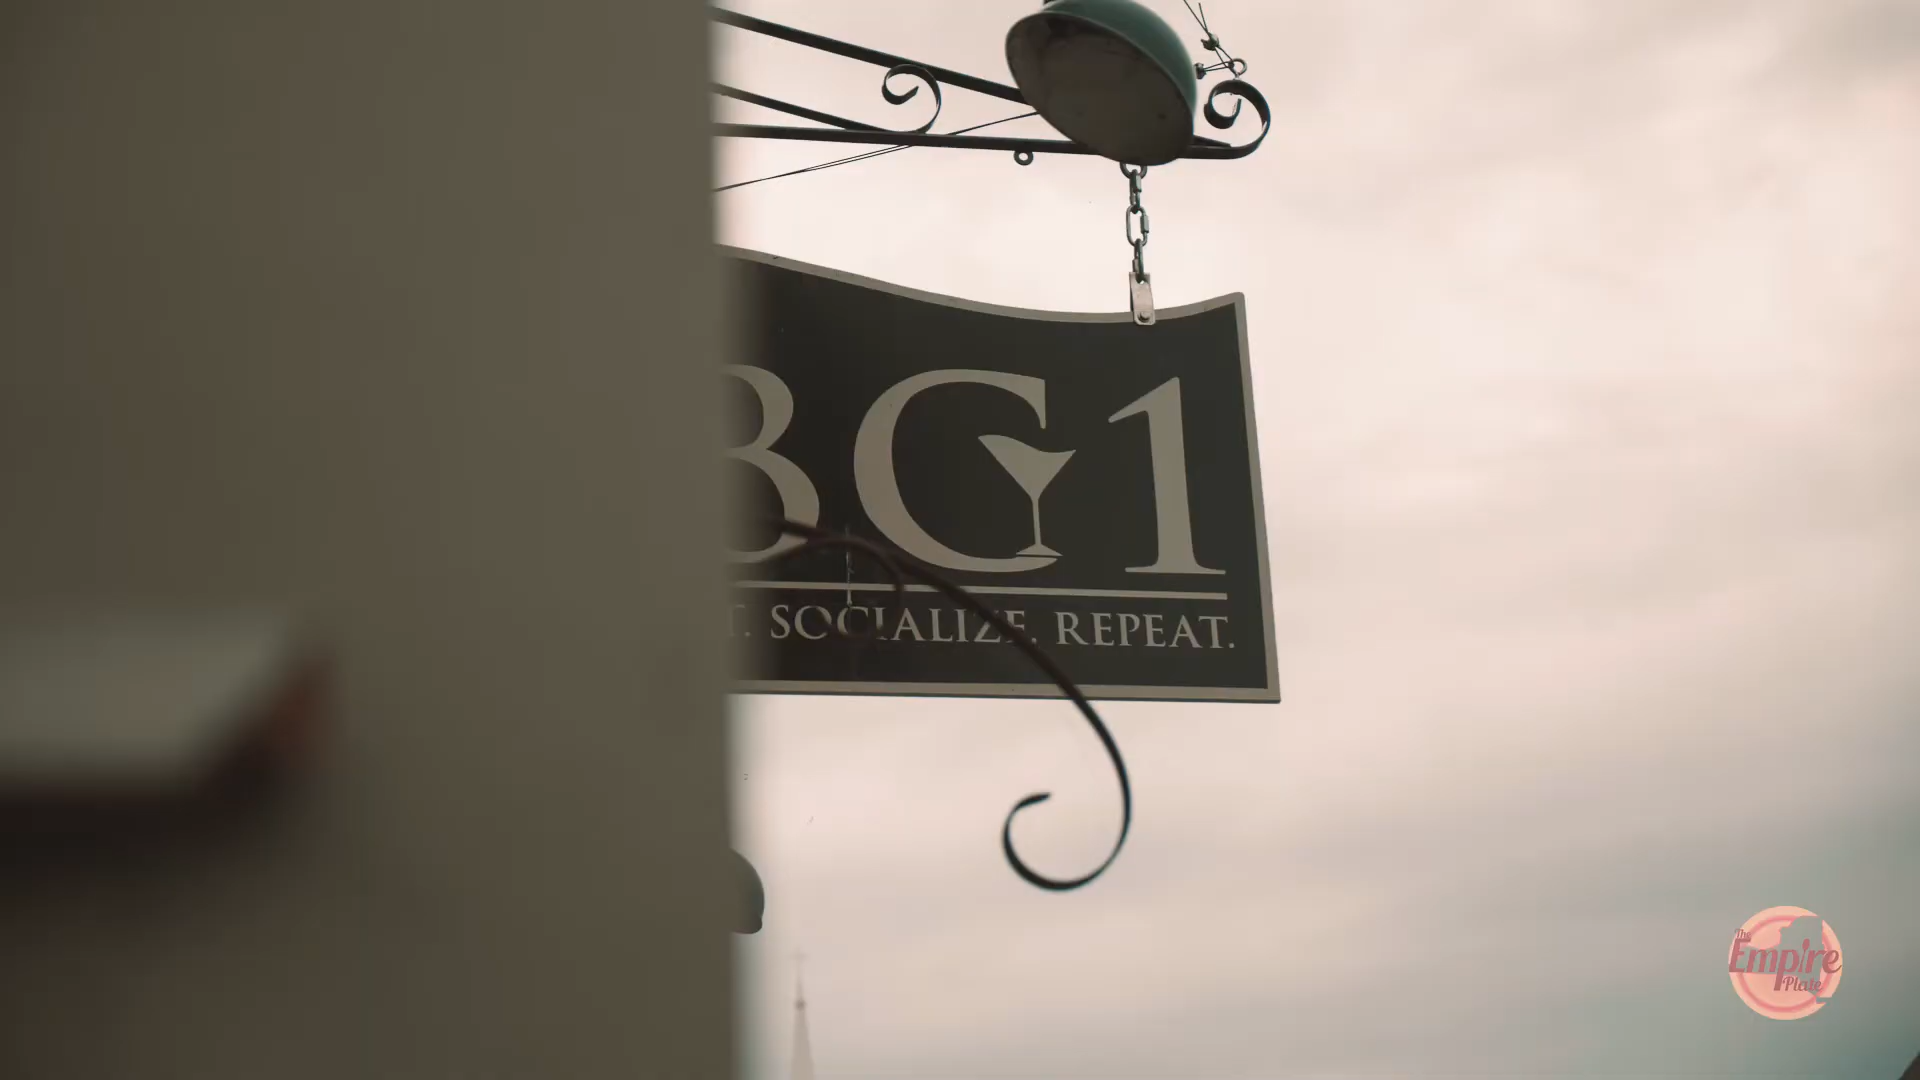 BG1
SOCIALIZE. REPEAT.
The
Empire
Plate